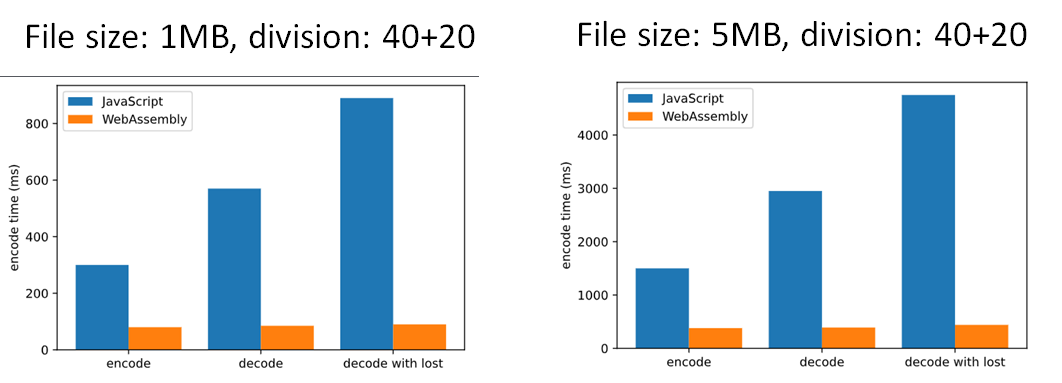 File size: 1MB, division: 40+20
JavaScript
WebAssembly
encode time (ms)
800
600
400
200
0
encode decode decode with lost
File size: 5MB, division: 40+20
JavaScript
WebAssembly
encode time (ms)
4000
3000
2000
1000
0
encode decode decode with lost